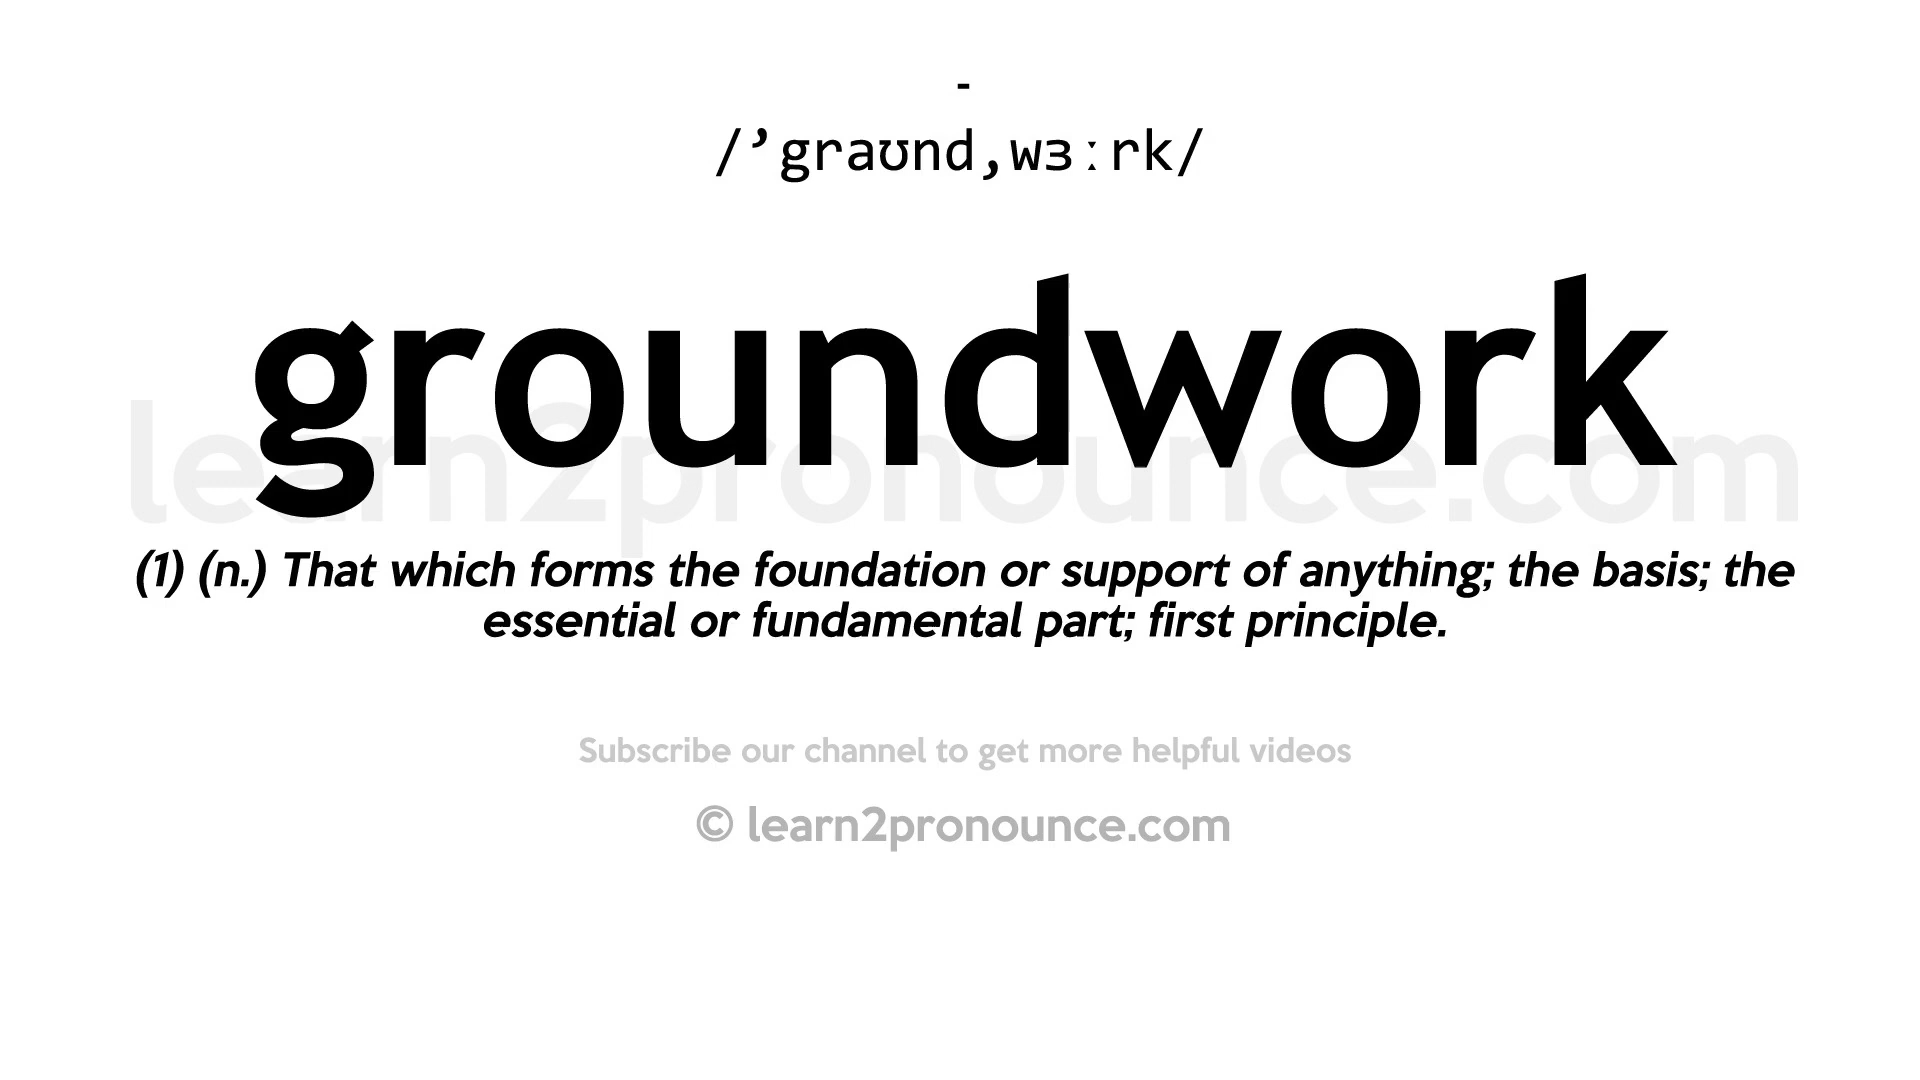 -
/’graʊnd,wɜːrk/
groundwork
learn2pronounce.com
(1) (n.) That which forms the foundation or support of anything; the basis; the
essential or fundamental part; first principle.
Subscribe our channel to get more helpful videos
© learn2pronounce.com